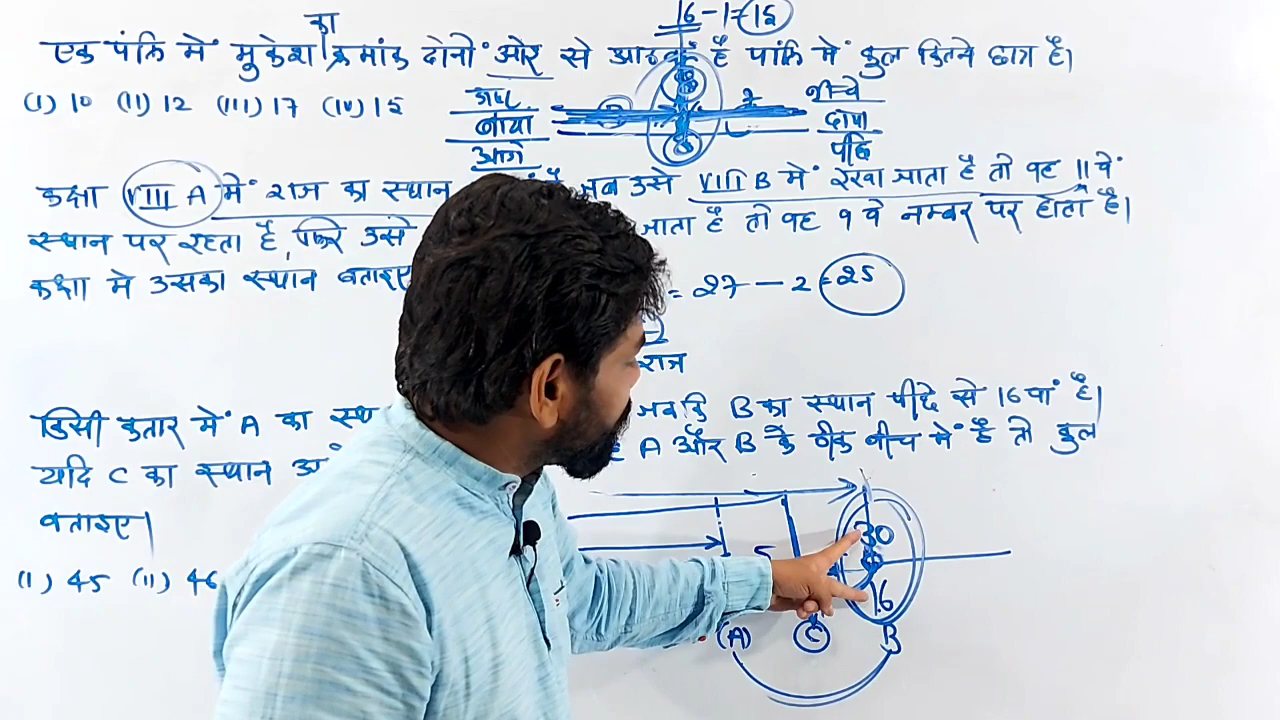 16 - 1 = 15
का
एक पंक्ति में मुकेश क्रमांक दोनो ओर से आठवां है पंक्ति में कुल कितने छात्र है।
(I) 10 (II) 12 (III) 17 (IV) 15
बाया
आगे
नीचे
दाया
कक्षा VIII A में राज का स्थान जब उसे VIII B में रखा जाता है तो वह 11 वे
स्थान पर रहता है, फिर उसे जाता है तो वह 9 वे नम्बर पर होता है।
कक्षा मे उसका स्थान बताइए
= 27 - 2 = 25
राज
किसी कतार में A का जबकि B का स्थान पीछे से 16 वां है।
यदि C का स्थान A और B के ठीक बीच में है तो कुल
बताइए।
(I) 45 (II) 46
5
30
16
(A) C B